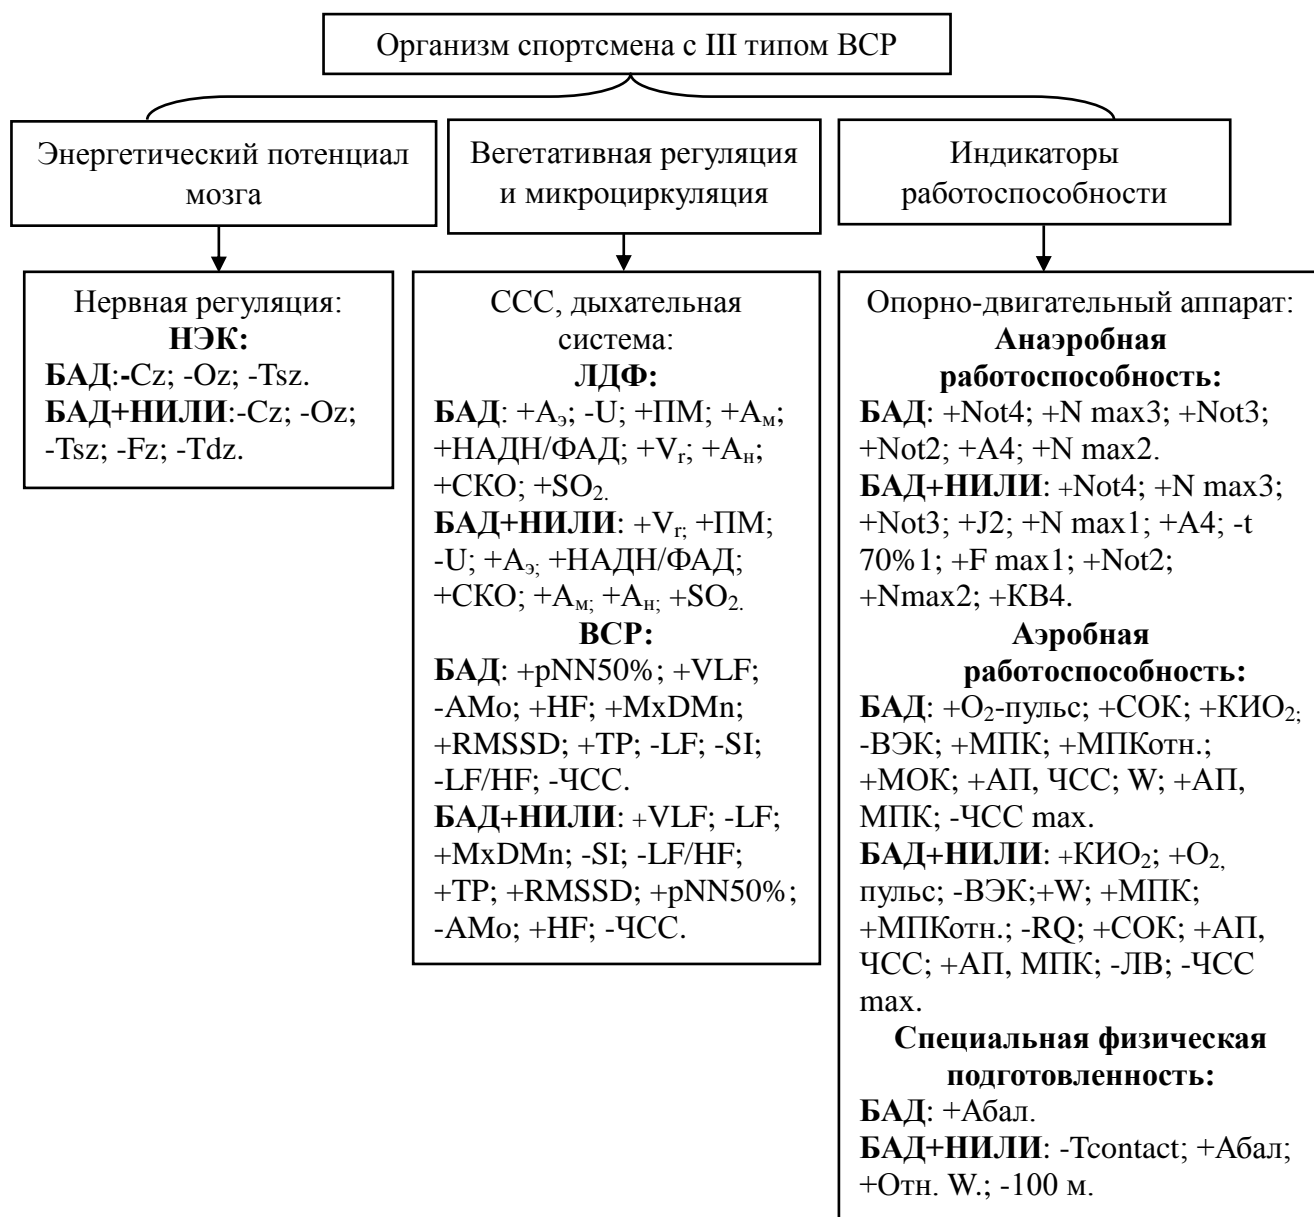 Организм спортсмена с III типом ВСР
Энергетический потенциал
мозга
Вегетативная регуляция
и микроциркуляция
Индикаторы
работоспособности
Нервная регуляция:
НЭК:
БАД:-Cz; -Oz; -Tsz.
БАД+НИЛИ:-Cz; -Oz;
-Tsz; -Fz; -Tdz.
ССС, дыхательная
система:
ЛДФ:
БАД: +Aэ; -U; +ПМ; +Aм;
+НАДН/ФАД; +Vr; +Aн;
+СКО; +SO2.
БАД+НИЛИ: +Vr; +ПМ;
-U; +Aэ; +НАДН/ФАД;
+СКО; +Aм; +Aн; +SO2.
ВСР:
БАД: +pNN50%; +VLF;
-AMo; +HF; +MxDMn;
+RMSSD; +TP; -LF; -SI;
-LF/HF; -ЧСС.
БАД+НИЛИ: +VLF; -LF;
+MxDMn; -SI; -LF/HF;
+TP; +RMSSD; +pNN50%;
-AMo; +HF; -ЧСС.
Опорно-двигательный аппарат:
Анаэробная
работоспособность:
БАД: +Not4; +N max3; +Not3;
+Not2; +A4; +N max2.
БАД+НИЛИ: +Not4; +N max3;
+Not3; +J2; +N max1; +A4; -t
70%1; +F max1; +Not2;
+Nmax2; +КВ4.
Аэробная
работоспособность:
БАД: +O2-пульс; +СОК; +КИО2;
-ВЭК; +МПК; +МПКотн.;
+МОК; +АП, ЧСС; W; +АП,
МПК; -ЧСС max.
БАД+НИЛИ: +КИО2; +O2,
пульс; -ВЭК;+W; +МПК;
+МПКотн.; -RQ; +СОК; +АП,
ЧСС; +АП, МПК; -ЛВ; -ЧСС
max.
Специальная физическая
подготовленность:
БАД: +Абал.
БАД+НИЛИ: -Tcontact; +Абал;
+Отн. W.; -100 м.